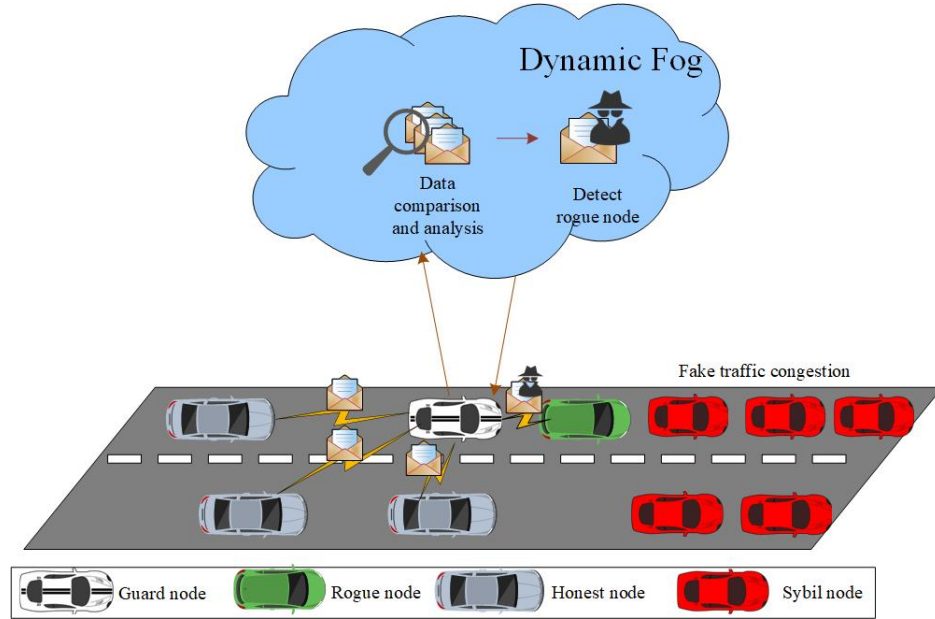 Dynamic Fog
Data
comparison
and analysis
Detect
rogue node
Fake traffic congestion
Guard node
Rogue node
Honest node
Sybil node